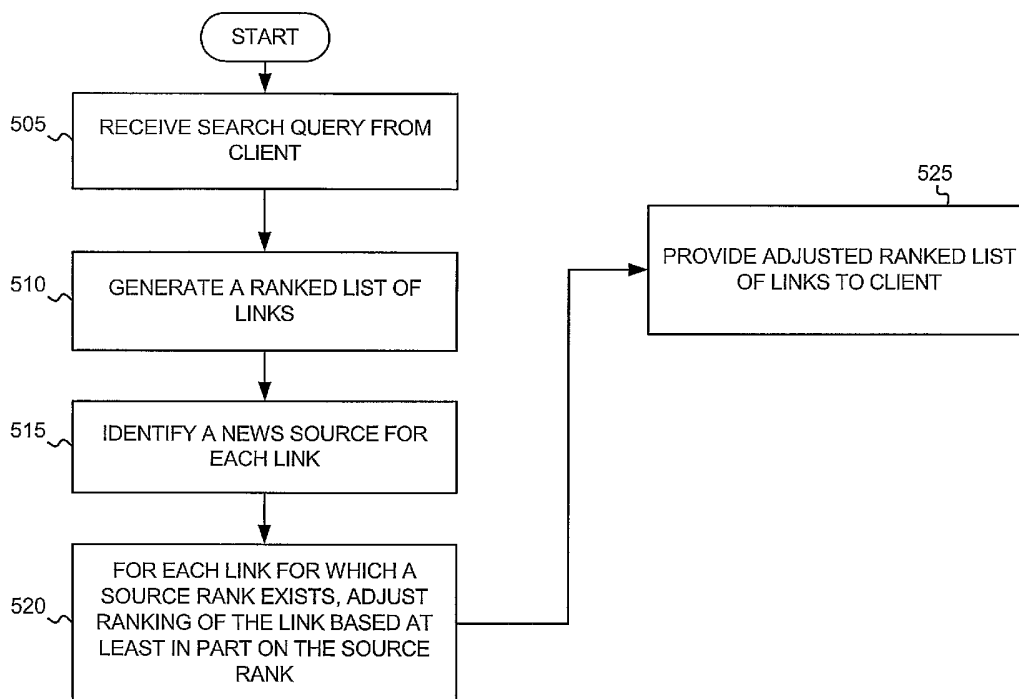 START
505
RECEIVE SEARCH QUERY FROM
CLIENT
510
GENERATE A RANKED LIST OF
LINKS
515
IDENTIFY A NEWS SOURCE FOR
EACH LINK
520
FOR EACH LINK FOR WHICH A
SOURCE RANK EXISTS, ADJUST
RANKING OF THE LINK BASED AT
LEAST IN PART ON THE SOURCE
RANK
525
PROVIDE ADJUSTED RANKED LIST
OF LINKS TO CLIENT